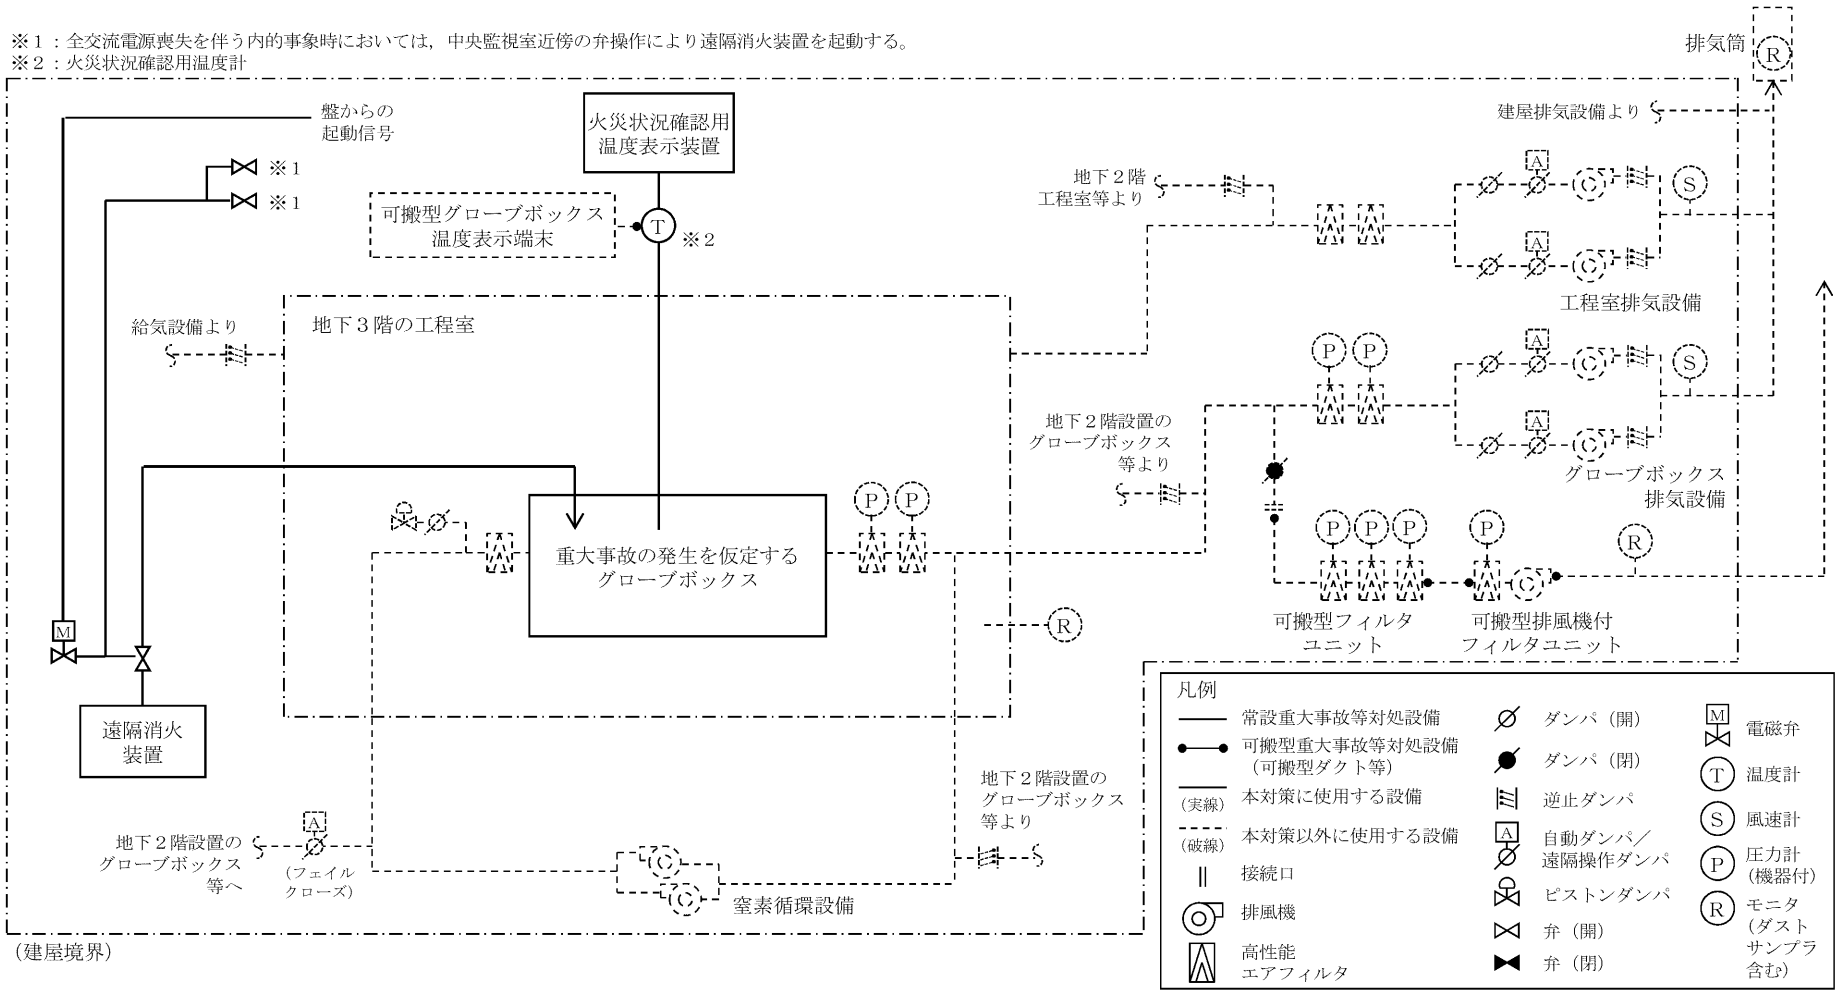 ※１：全交流電源喪失を伴う内的事象時においては，中央監視室近傍の弁操作により遠隔消火装置を起動する。
※２：火災状況確認用温度計
排気筒
R
盤からの
起動信号
※１
※１
火災状況確認用
温度表示装置
可搬型グローブボックス
温度表示端末
T
※２
建屋排気設備より
地下２階
工程室等より
A
S
A
工程室排気設備
給気設備より
地下３階の工程室
P
P
A
S
A
グローブボックス
排気設備
地下２階設置の
グローブボックス
等より
重大事故の発生を仮定する
グローブボックス
P
P
P
P
P
P
R
可搬型フィルタ
ユニット
可搬型排風機付
フィルタユニット
R
M
遠隔消火
装置
地下２階設置の
グローブボックス
等へ
A
（フェイル
クローズ）
窒素循環設備
地下２階設置の
グローブボックス
等より
（建屋境界）
凡例
常設重大事故等対処設備
可搬型重大事故等対処設備
（可搬型ダクト等）
（実線）
本対策に使用する設備
（破線）
本対策以外に使用する設備
接続口
排風機
高性能
エアフィルタ
ダンパ（開）
ダンパ（閉）
逆止ダンパ
A
自動ダンパ／
遠隔操作ダンパ
ピストンダンパ
弁（開）
弁（閉）
M
電磁弁
T
温度計
S
風速計
P
圧力計
（機器付）
R
モニタ
（ダスト
サンプラ
含む）